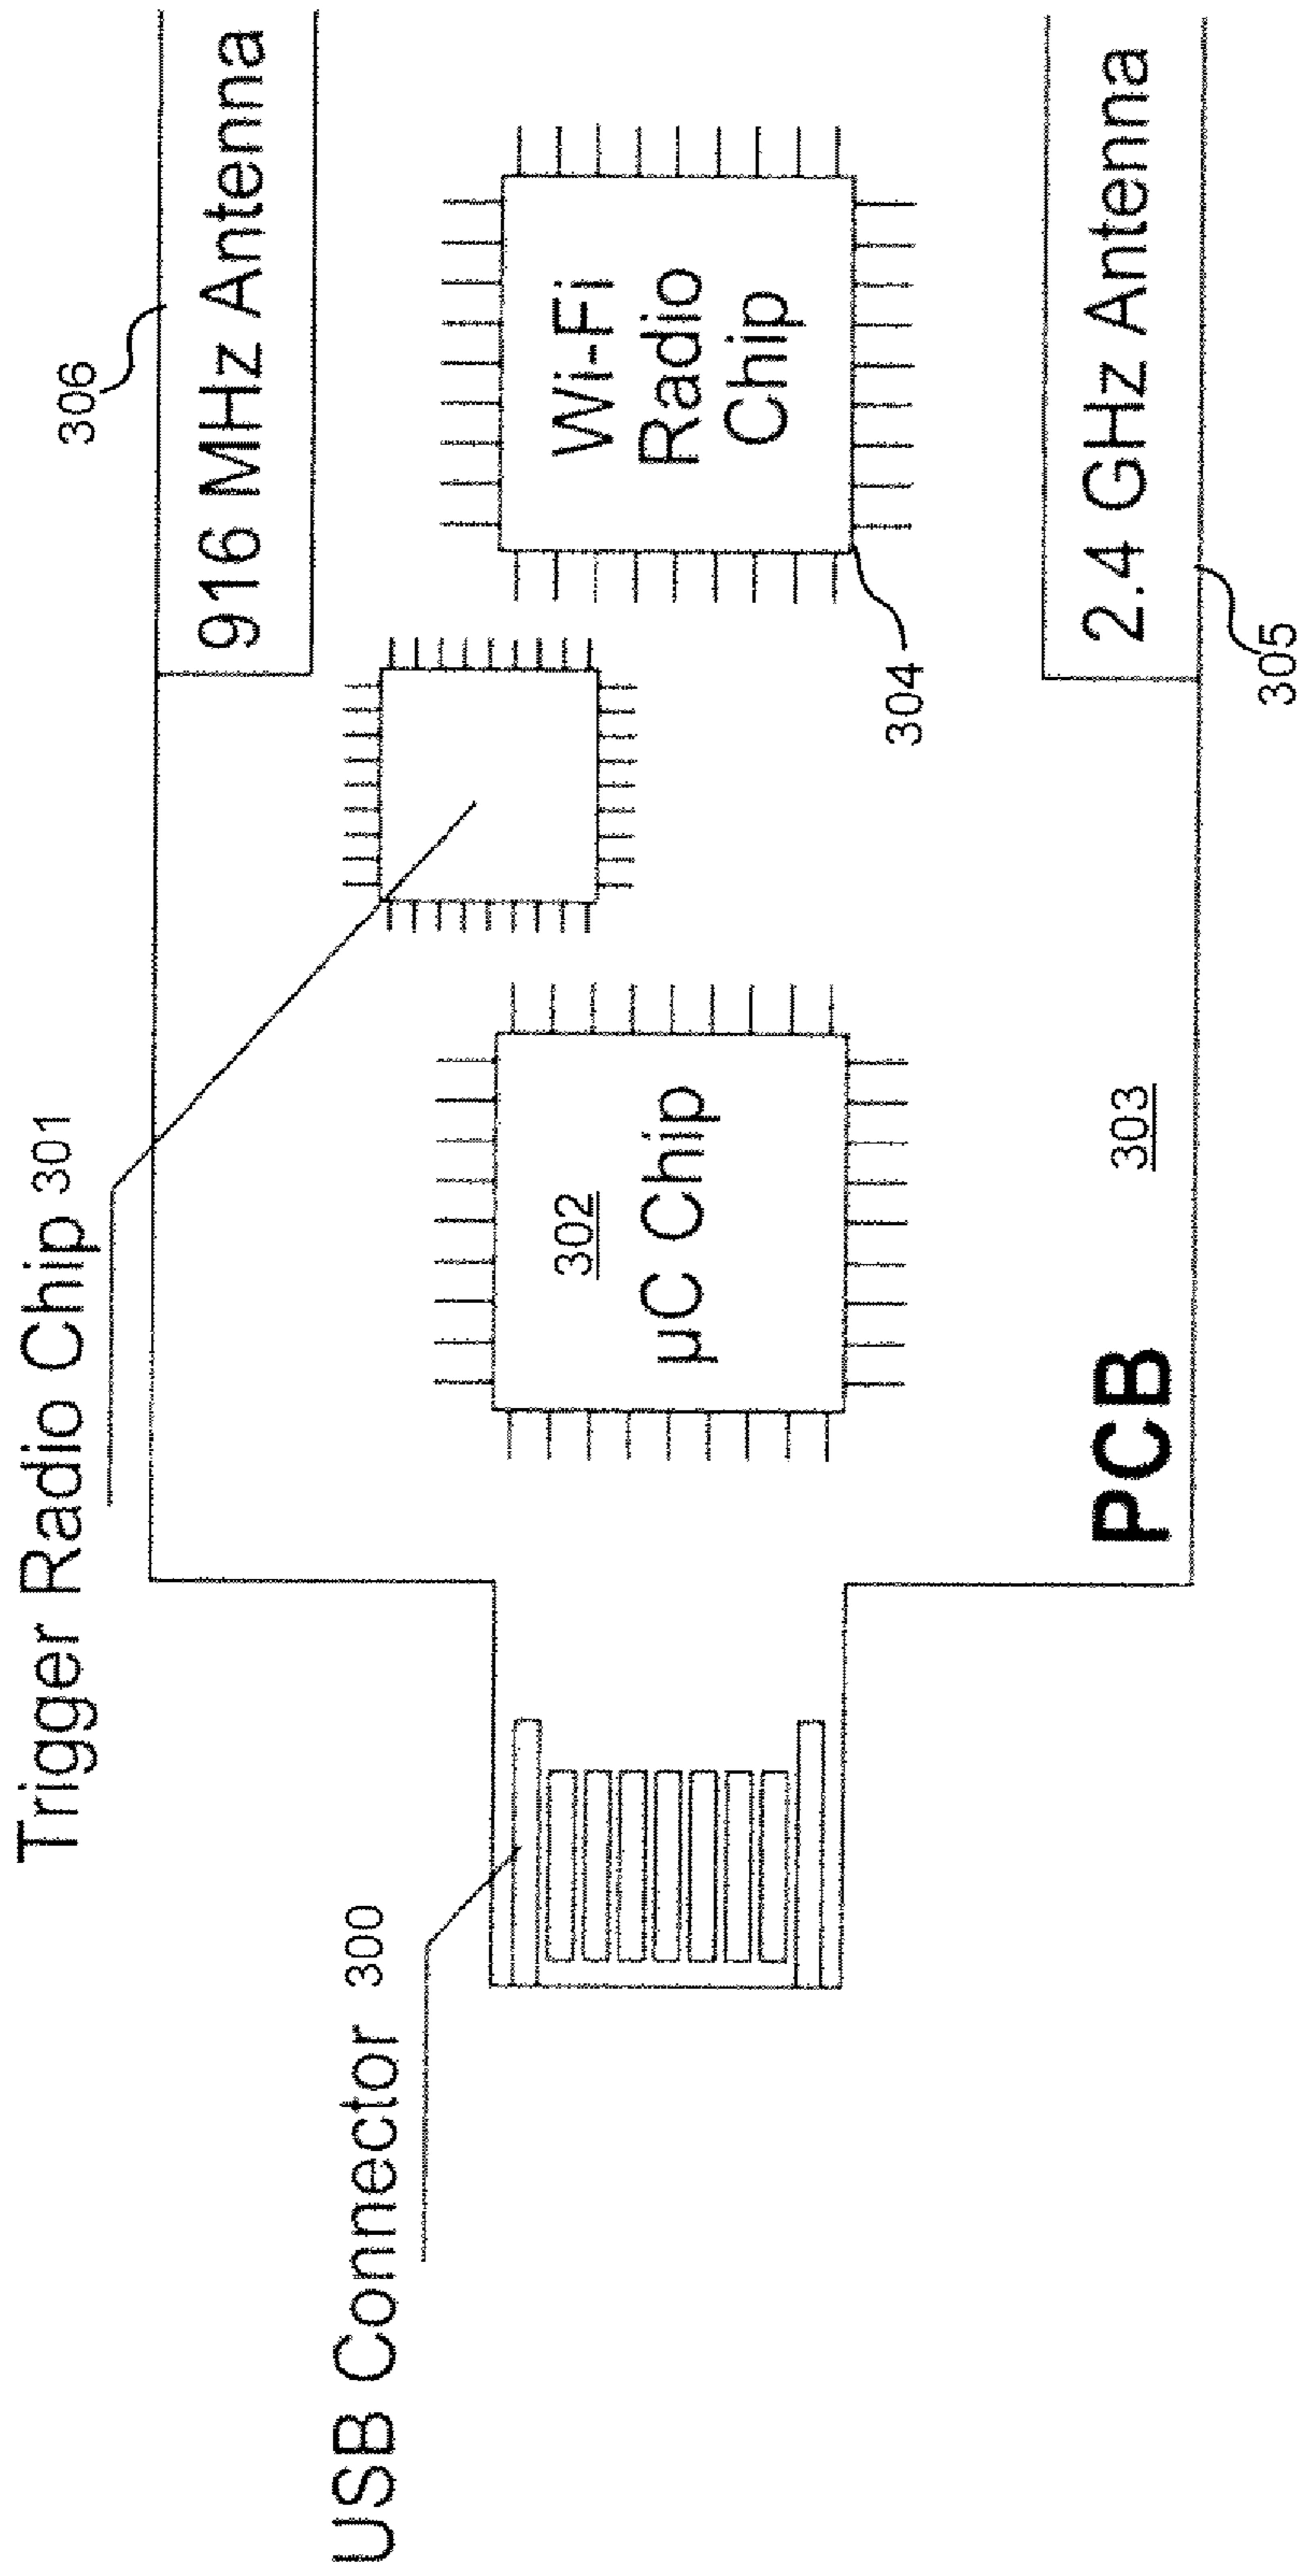 Trigger Radio Chip 301
USB Connector 300
306
916 MHz Antenna
302
µC Chip
Wi-Fi
Radio
Chip
304
PCB
303
2.4 GHz Antenna
305